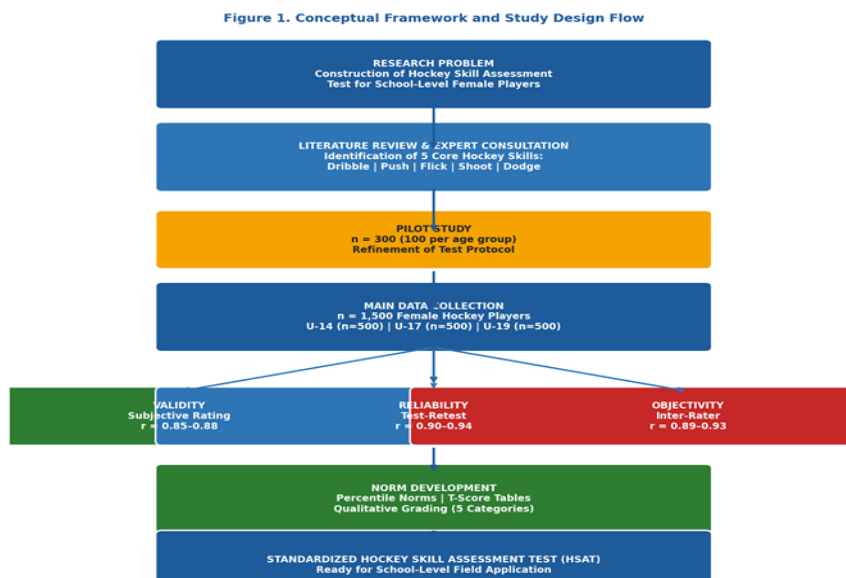 Figure 1. Conceptual Framework and Study Design Flow
RESEARCH PROBLEM
Construction of Hockey Skill Assessment
Test for School-Level Female Players
LITERATURE REVIEW & EXPERT CONSULTATION
Identification of 5 Core Hockey Skills:
Dribble | Push | Flick | Shoot | Dodge
PILOT STUDY
n = 300 (100 per age group)
Refinement of Test Protocol
MAIN DATA COLLECTION
n = 1,500 Female Hockey Players
U-14 (n=500) | U-17 (n=500) | U-19 (n=500)
VALIDITY
Subjective Rating
r = 0.85–0.88
RELIABILITY
Test-Retest
r = 0.90–0.94
OBJECTIVITY
Inter-Rater
r = 0.89–0.93
NORM DEVELOPMENT
Percentile Norms | T-Score Tables
Qualitative Grading (5 Categories)
STANDARDIZED HOCKEY SKILL ASSESSMENT TEST (HSAT)
Ready for School-Level Field Application